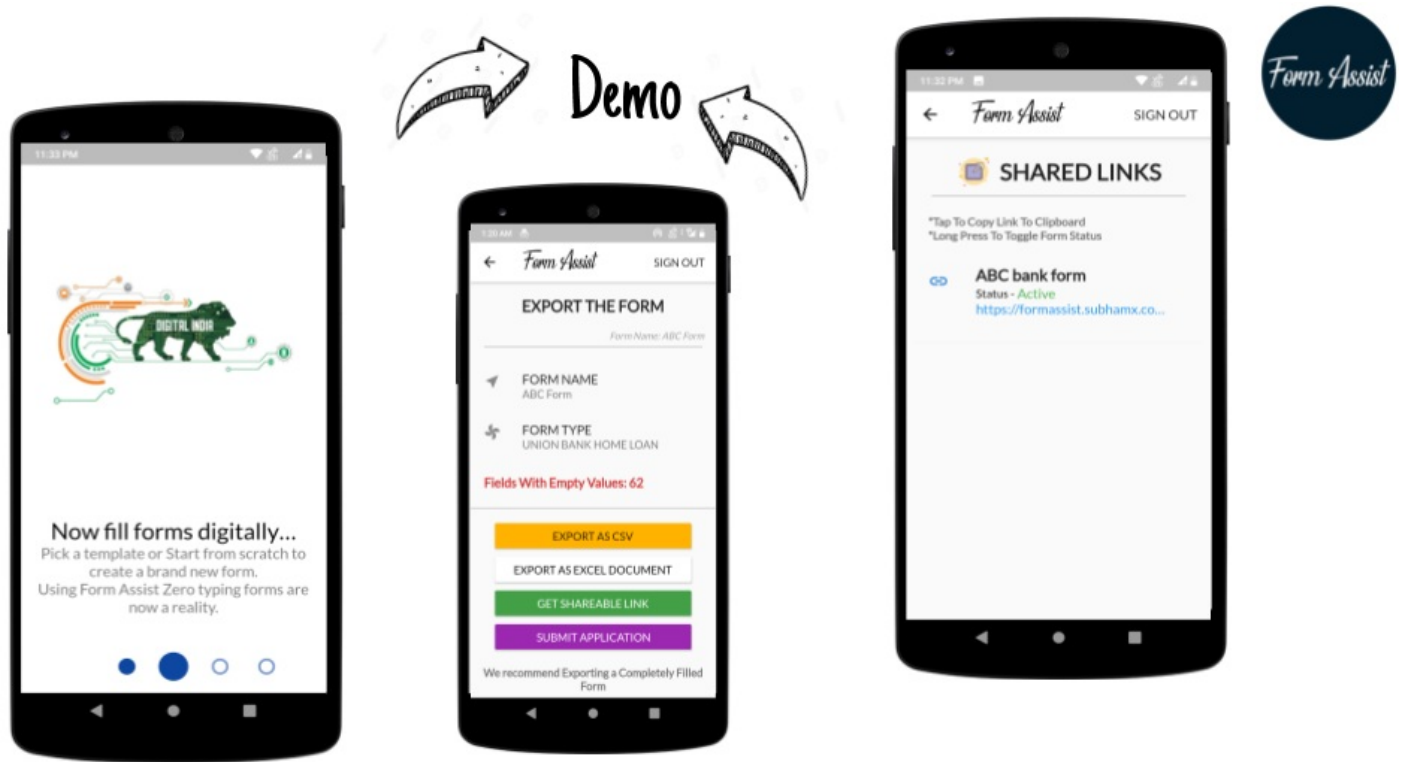 Demo
Form Assist
11:33 PM
DIGITAL INDIA
Now fill forms digitally...
Pick a template or Start from scratch to
create a brand new form.
Using Form Assist Zero typing forms are
now a reality.
1:20 AM
Form Assist
SIGN OUT
EXPORT THE FORM
Form Name: ABC Form
FORM NAME
ABC Form
FORM TYPE
UNION BANK HOME LOAN
Fields With Empty Values: 62
EXPORT AS CSV
EXPORT AS EXCEL DOCUMENT
GET SHAREABLE LINK
SUBMIT APPLICATION
We recommend Exporting a Completely Filled
Form
11:32 PM
Form Assist
SIGN OUT
SHARED LINKS
*Tap To Copy Link To Clipboard
*Long Press To Toggle Form Status
ABC bank form
Status - Active
https://formassist.subhamx.co...